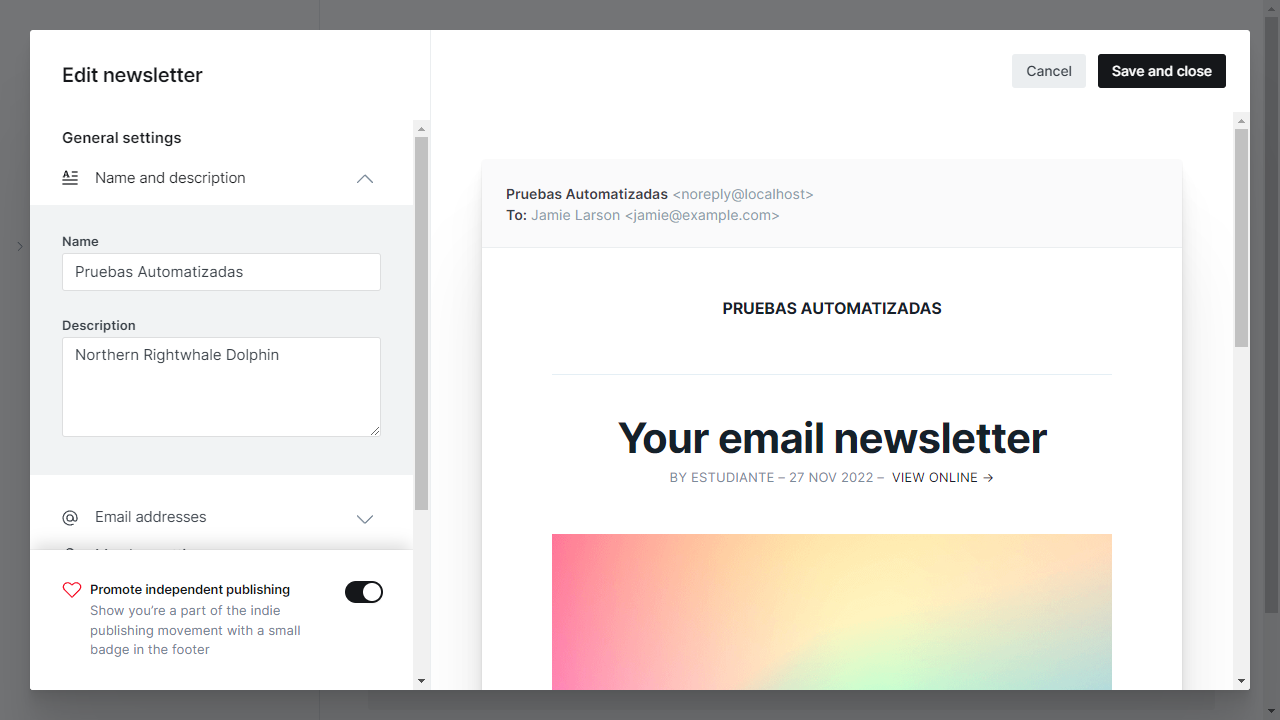 Edit newsletter
Cancel
Save and close
General settings
Name and description
Name
Pruebas Automatizadas
Description
Northern Rightwhale Dolphin
Email addresses
Promote independent publishing
Show you're a part of the indie
publishing movement with a small
badge in the footer
Pruebas Automatizadas <noreply@localhost>
To: Jamie Larson <jamie@example.com>
PRUEBAS AUTOMATIZADAS
Your email newsletter
BY ESTUDIANTE – 27 NOV 2022 – VIEW ONLINE →